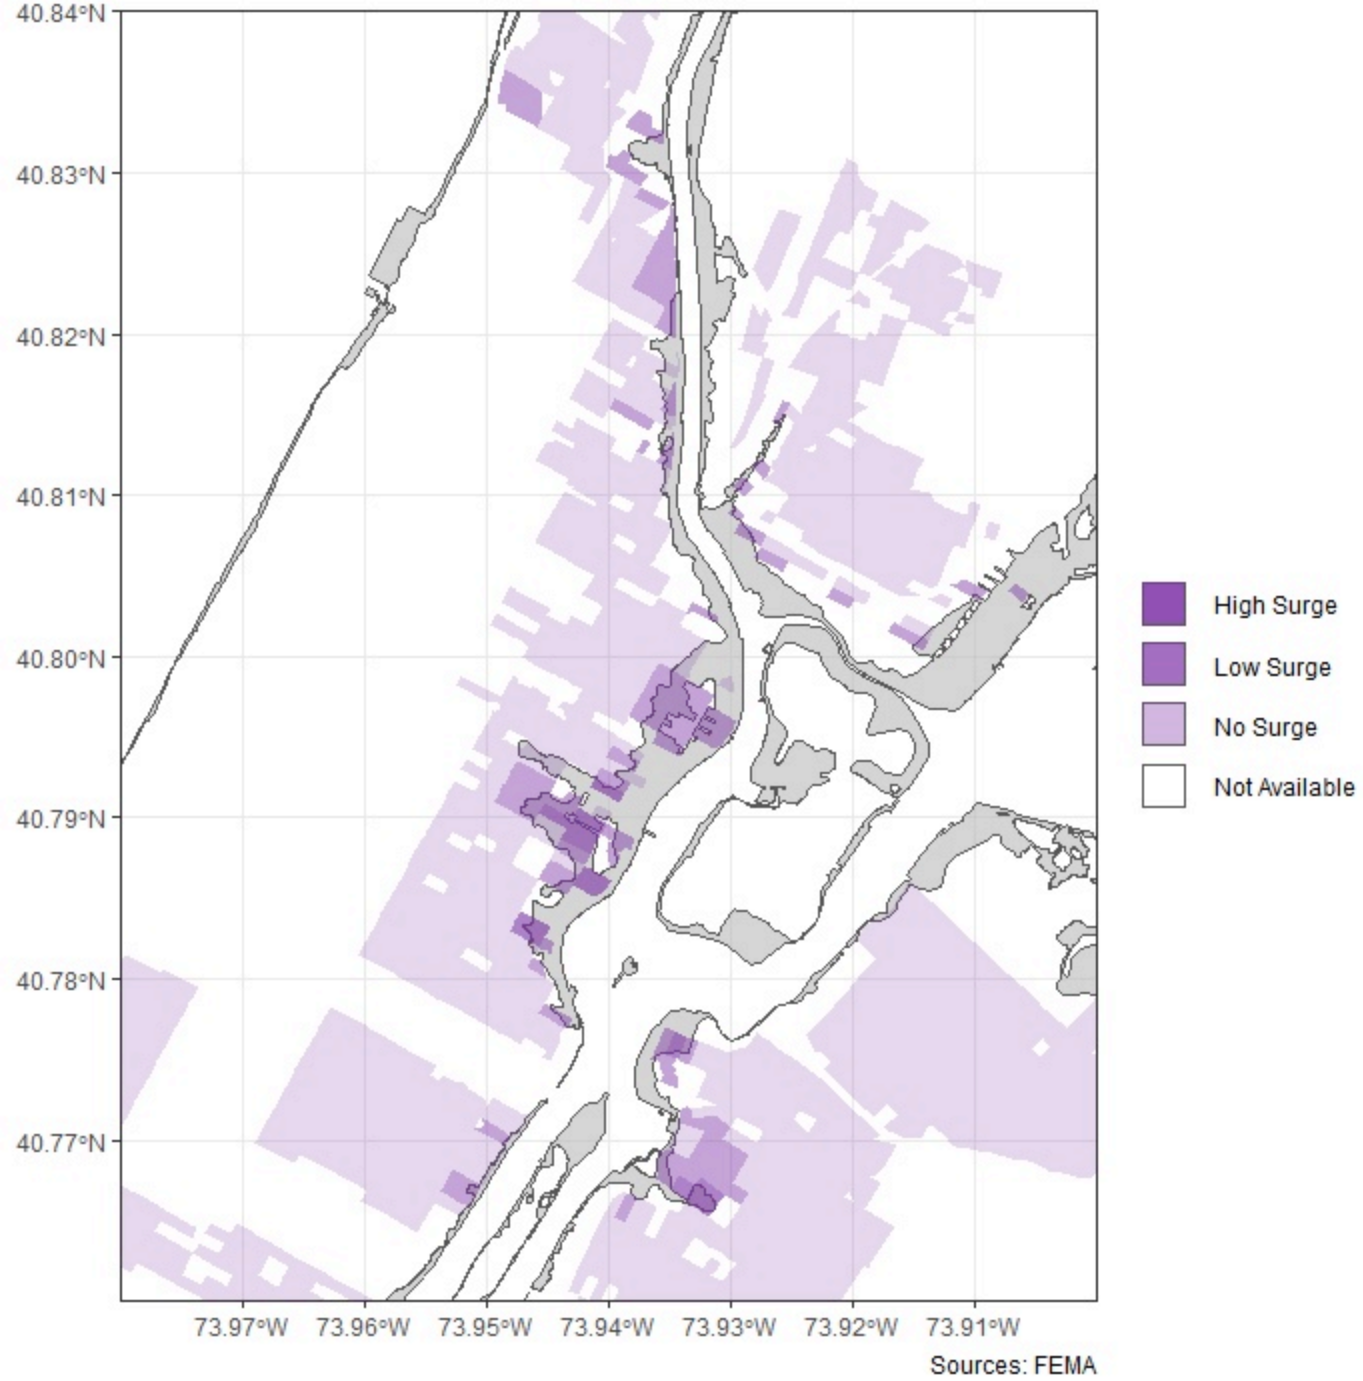 40.84°N
40.83°N
40.82°N
40.81°N
40.80°N
40.79°N
40.78°N
40.77°N
73.97°W 73.96°W 73.95°W 73.94°W 73.93°W 73.92°W 73.91°W
High Surge
Low Surge
No Surge
Not Available
Sources: FEMA